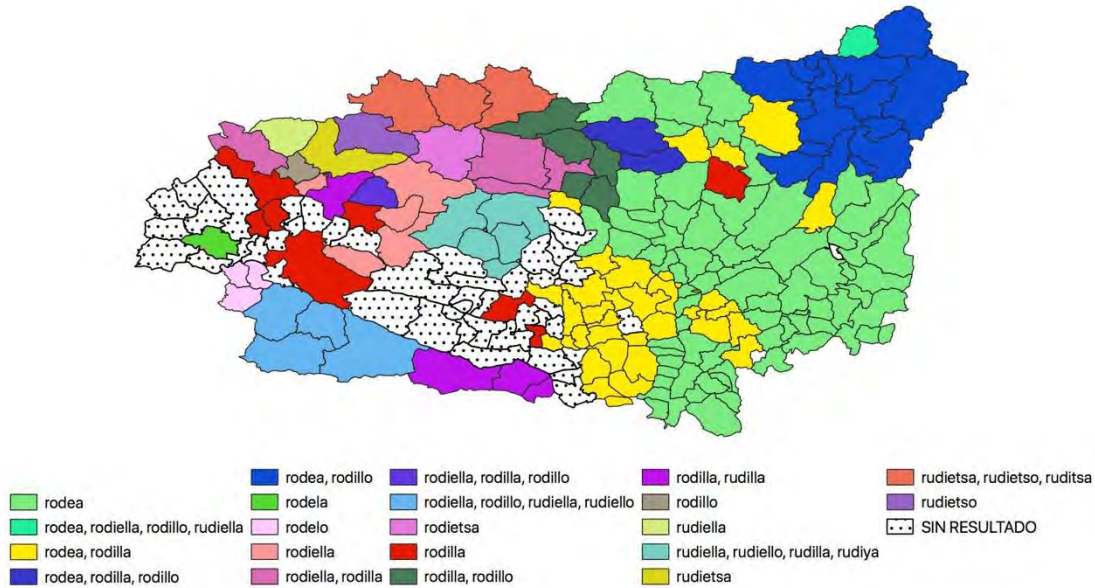 rodea
rodea, rodiella, rodillo, rudiella
rodea, rodilla
rodea, rodilla, rodillo
rodea, rodillo
rodela
rodelo
rodiella
rodiella, rodilla
rodiella, rodilla, rodillo
rodiella, rodillo, rudiella, rudiello
rodietsa
rodilla
rodilla, rodillo
rodilla, rudilla
rodillo
rudiella
rudiella, rudiello, rudilla, rudiya
rudietsa
rudietsa, rudietso, ruditsa
rudietso
SIN RESULTADO